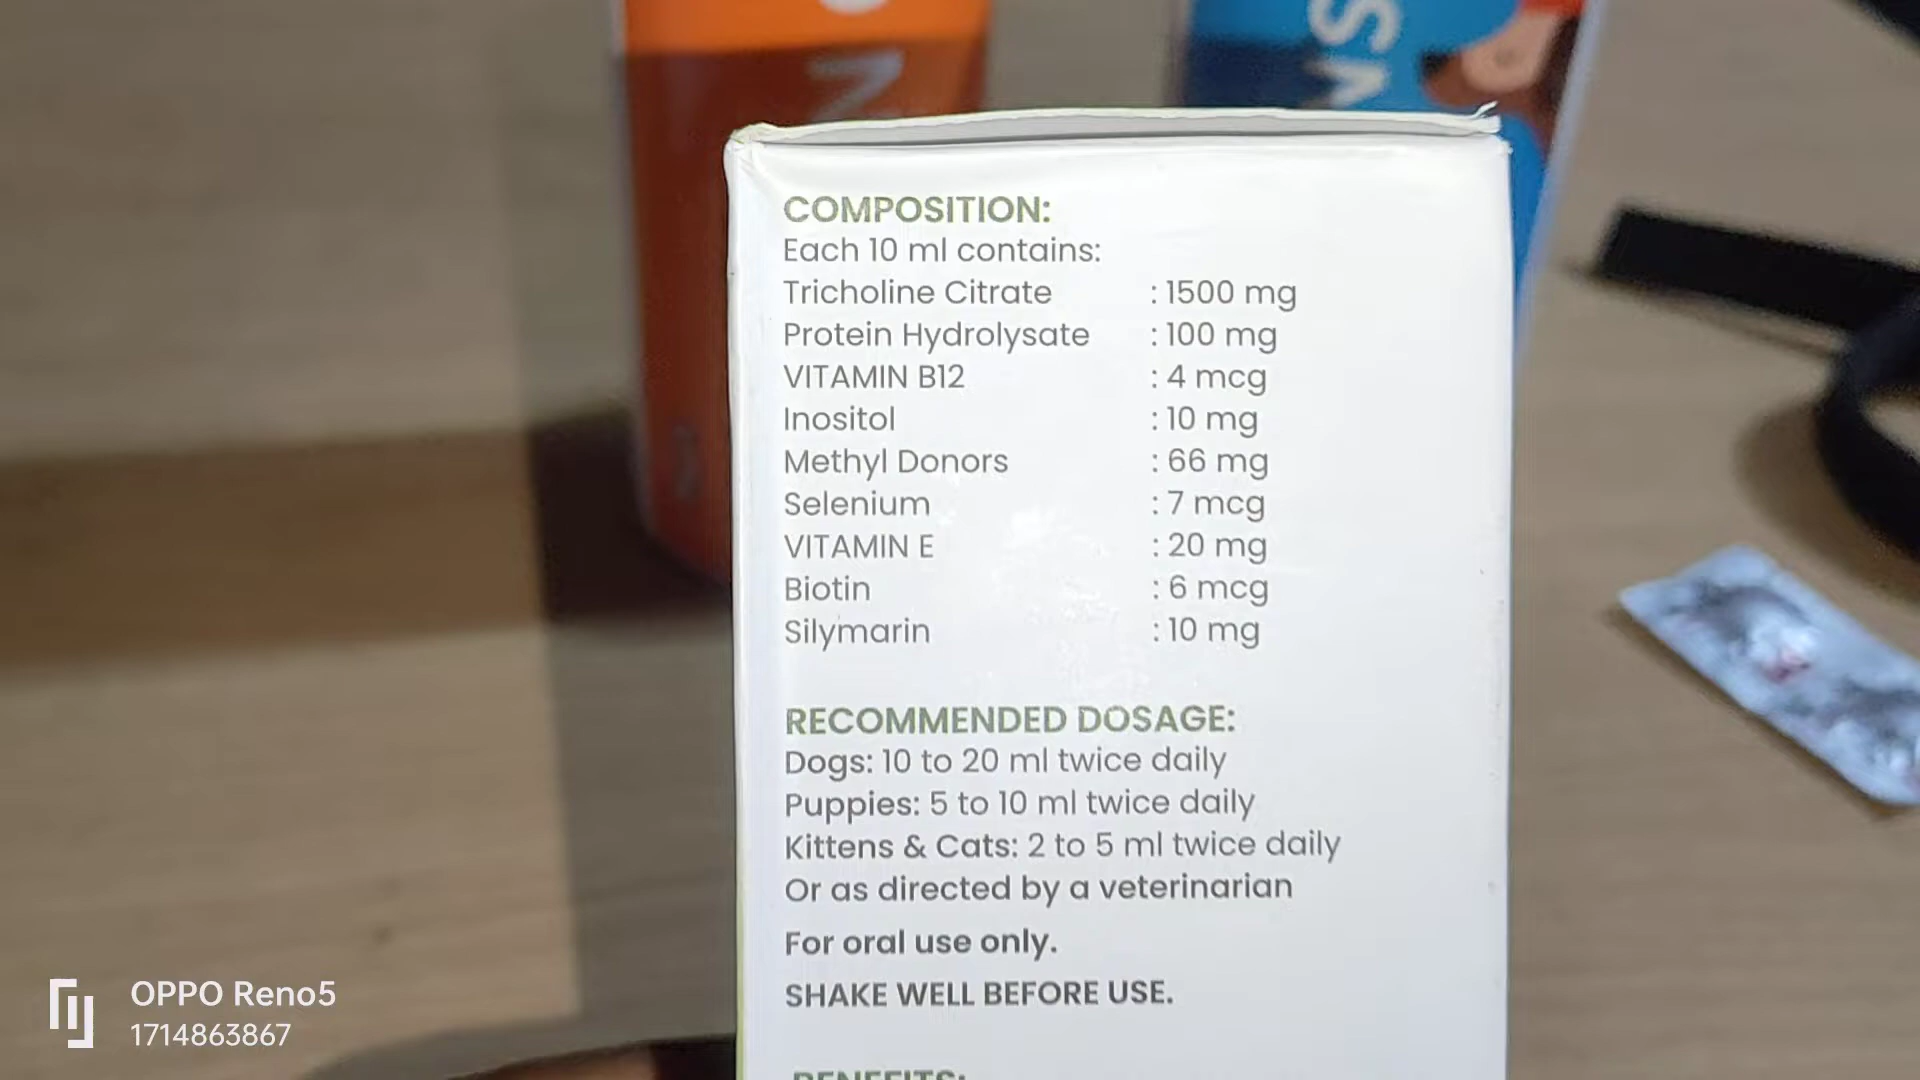 COMPOSITION:
Each 10 ml contains:
Tricholine Citrate : 1500 mg
Protein Hydrolysate : 100 mg
VITAMIN B12 : 4 mcg
Inositol : 10 mg
Methyl Donors : 66 mg
Selenium : 7 mcg
VITAMIN E : 20 mg
Biotin : 6 mcg
Silymarin : 10 mg
RECOMMENDED DOSAGE:
Dogs: 10 to 20 ml twice daily
Puppies: 5 to 10 ml twice daily
Kittens & Cats: 2 to 5 ml twice daily
Or as directed by a veterinarian
For oral use only.
SHAKE WELL BEFORE USE.
BENEFITS:
OPPO Reno5
1714863867